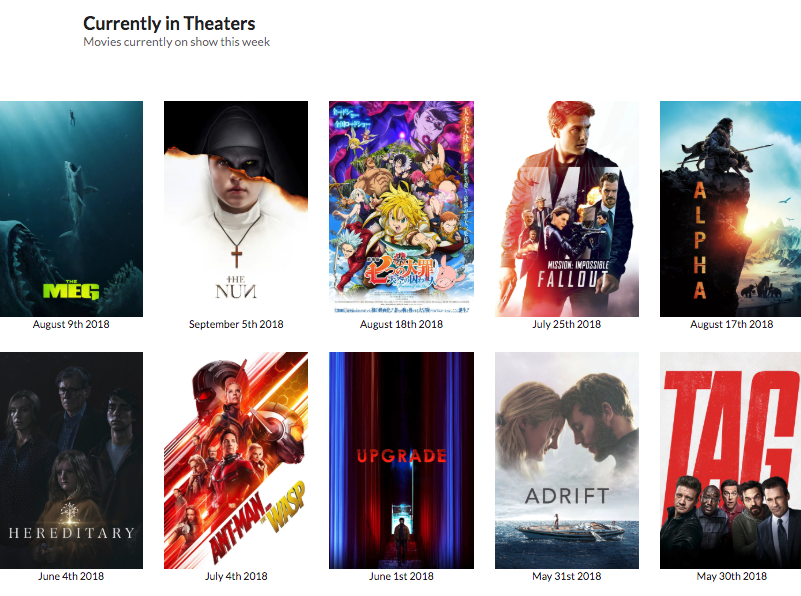 Currently in Theaters
Movies currently on show this week
THE
MEG
THE
NUN
七つの大罪
MISSION: IMPOSSIBLE
FALLOUT
ALPHA
August 9th 2018
September 5th 2018
August 18th 2018
July 25th 2018
August 17th 2018
HEREDITARY
ANT-MAN
AND THE
WASP
UPGRADE
ADRIFT
TAG
June 4th 2018
July 4th 2018
June 1st 2018
May 31st 2018
May 30th 2018